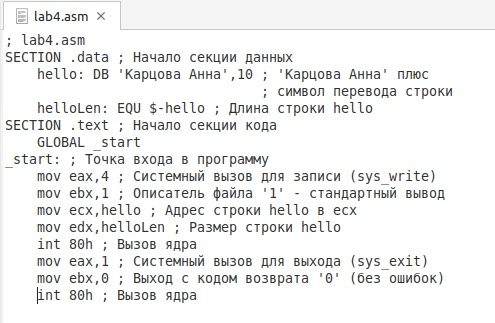 lab4.asm ×
; lab4.asm
SECTION .data ; Начало секции данных
    hello: DB 'Карцова Анна',10 ; 'Карцова Анна' плюс
                                ; символ перевода строки
    helloLen: EQU $-hello ; Длина строки hello
SECTION .text ; Начало секции кода
    GLOBAL _start
_start: ; Точка входа в программу
    mov eax,4 ; Системный вызов для записи (sys_write)
    mov ebx,1 ; Описатель файла '1' - стандартный вывод
    mov ecx,hello ; Адрес строки hello в ecx
    mov edx,helloLen ; Размер строки hello
    int 80h ; Вызов ядра
    mov eax,1 ; Системный вызов для выхода (sys_exit)
    mov ebx,0 ; Выход с кодом возврата '0' (без ошибок)
    int 80h ; Вызов ядра